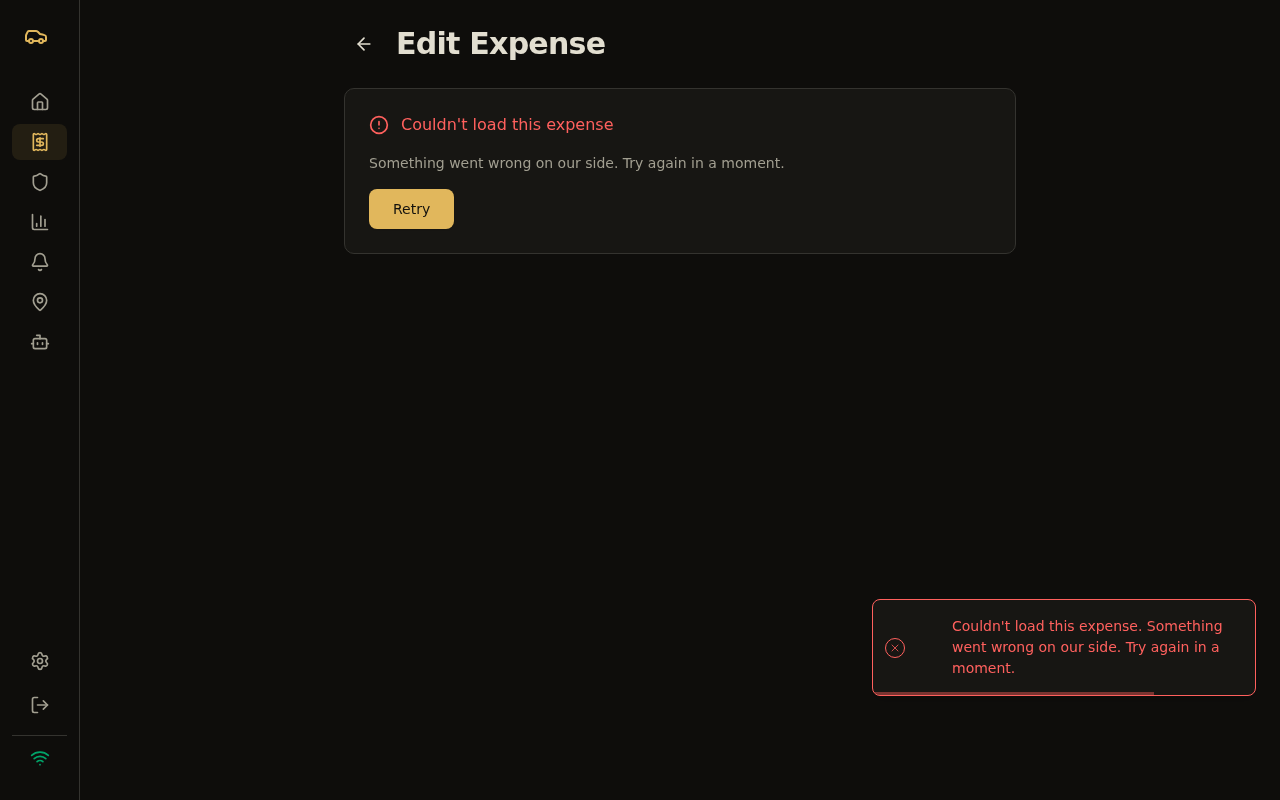 Edit Expense
Couldn't load this expense
Something went wrong on our side. Try again in a moment.
Retry
Couldn't load this expense. Something
went wrong on our side. Try again in a
moment.